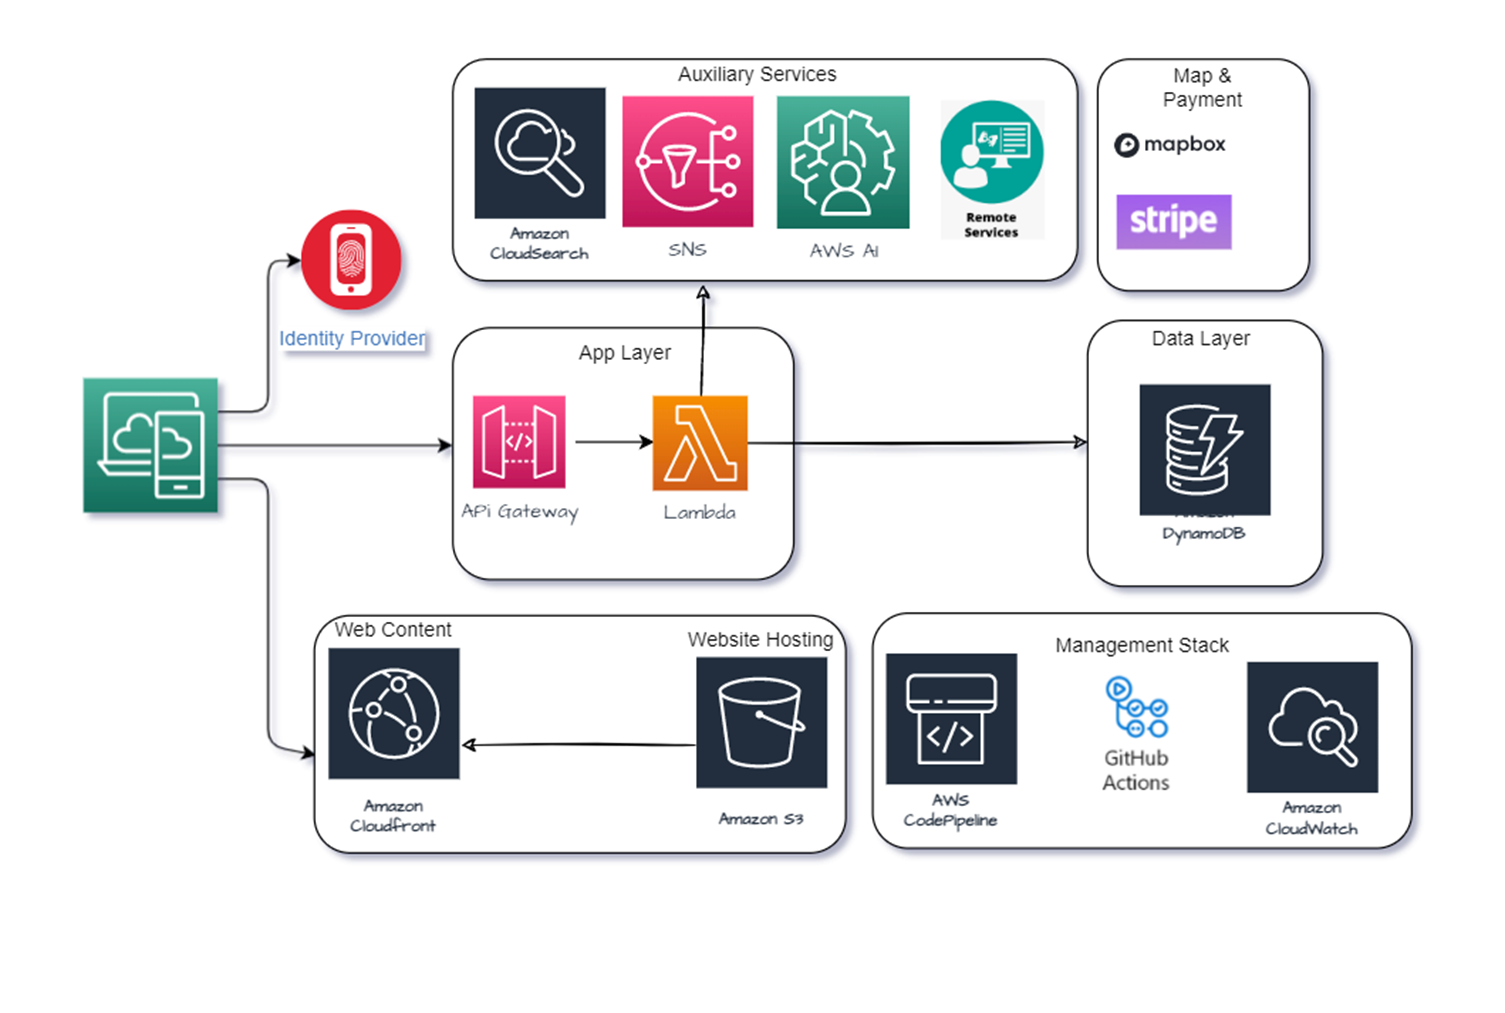 Auxiliary Services
Amazon
CloudSearch
SNS
AWS Ai
Remote
Services
Map &
Payment
mapbox
stripe
Identity Provider
App Layer
APi Gateway
Lambda
Data Layer
Amazon
DynamoDB
Web Content
Website Hosting
Amazon
Cloudfront
Amazon S3
Management Stack
AWS
CodePipeline
GitHub
Actions
Amazon
CloudWatch